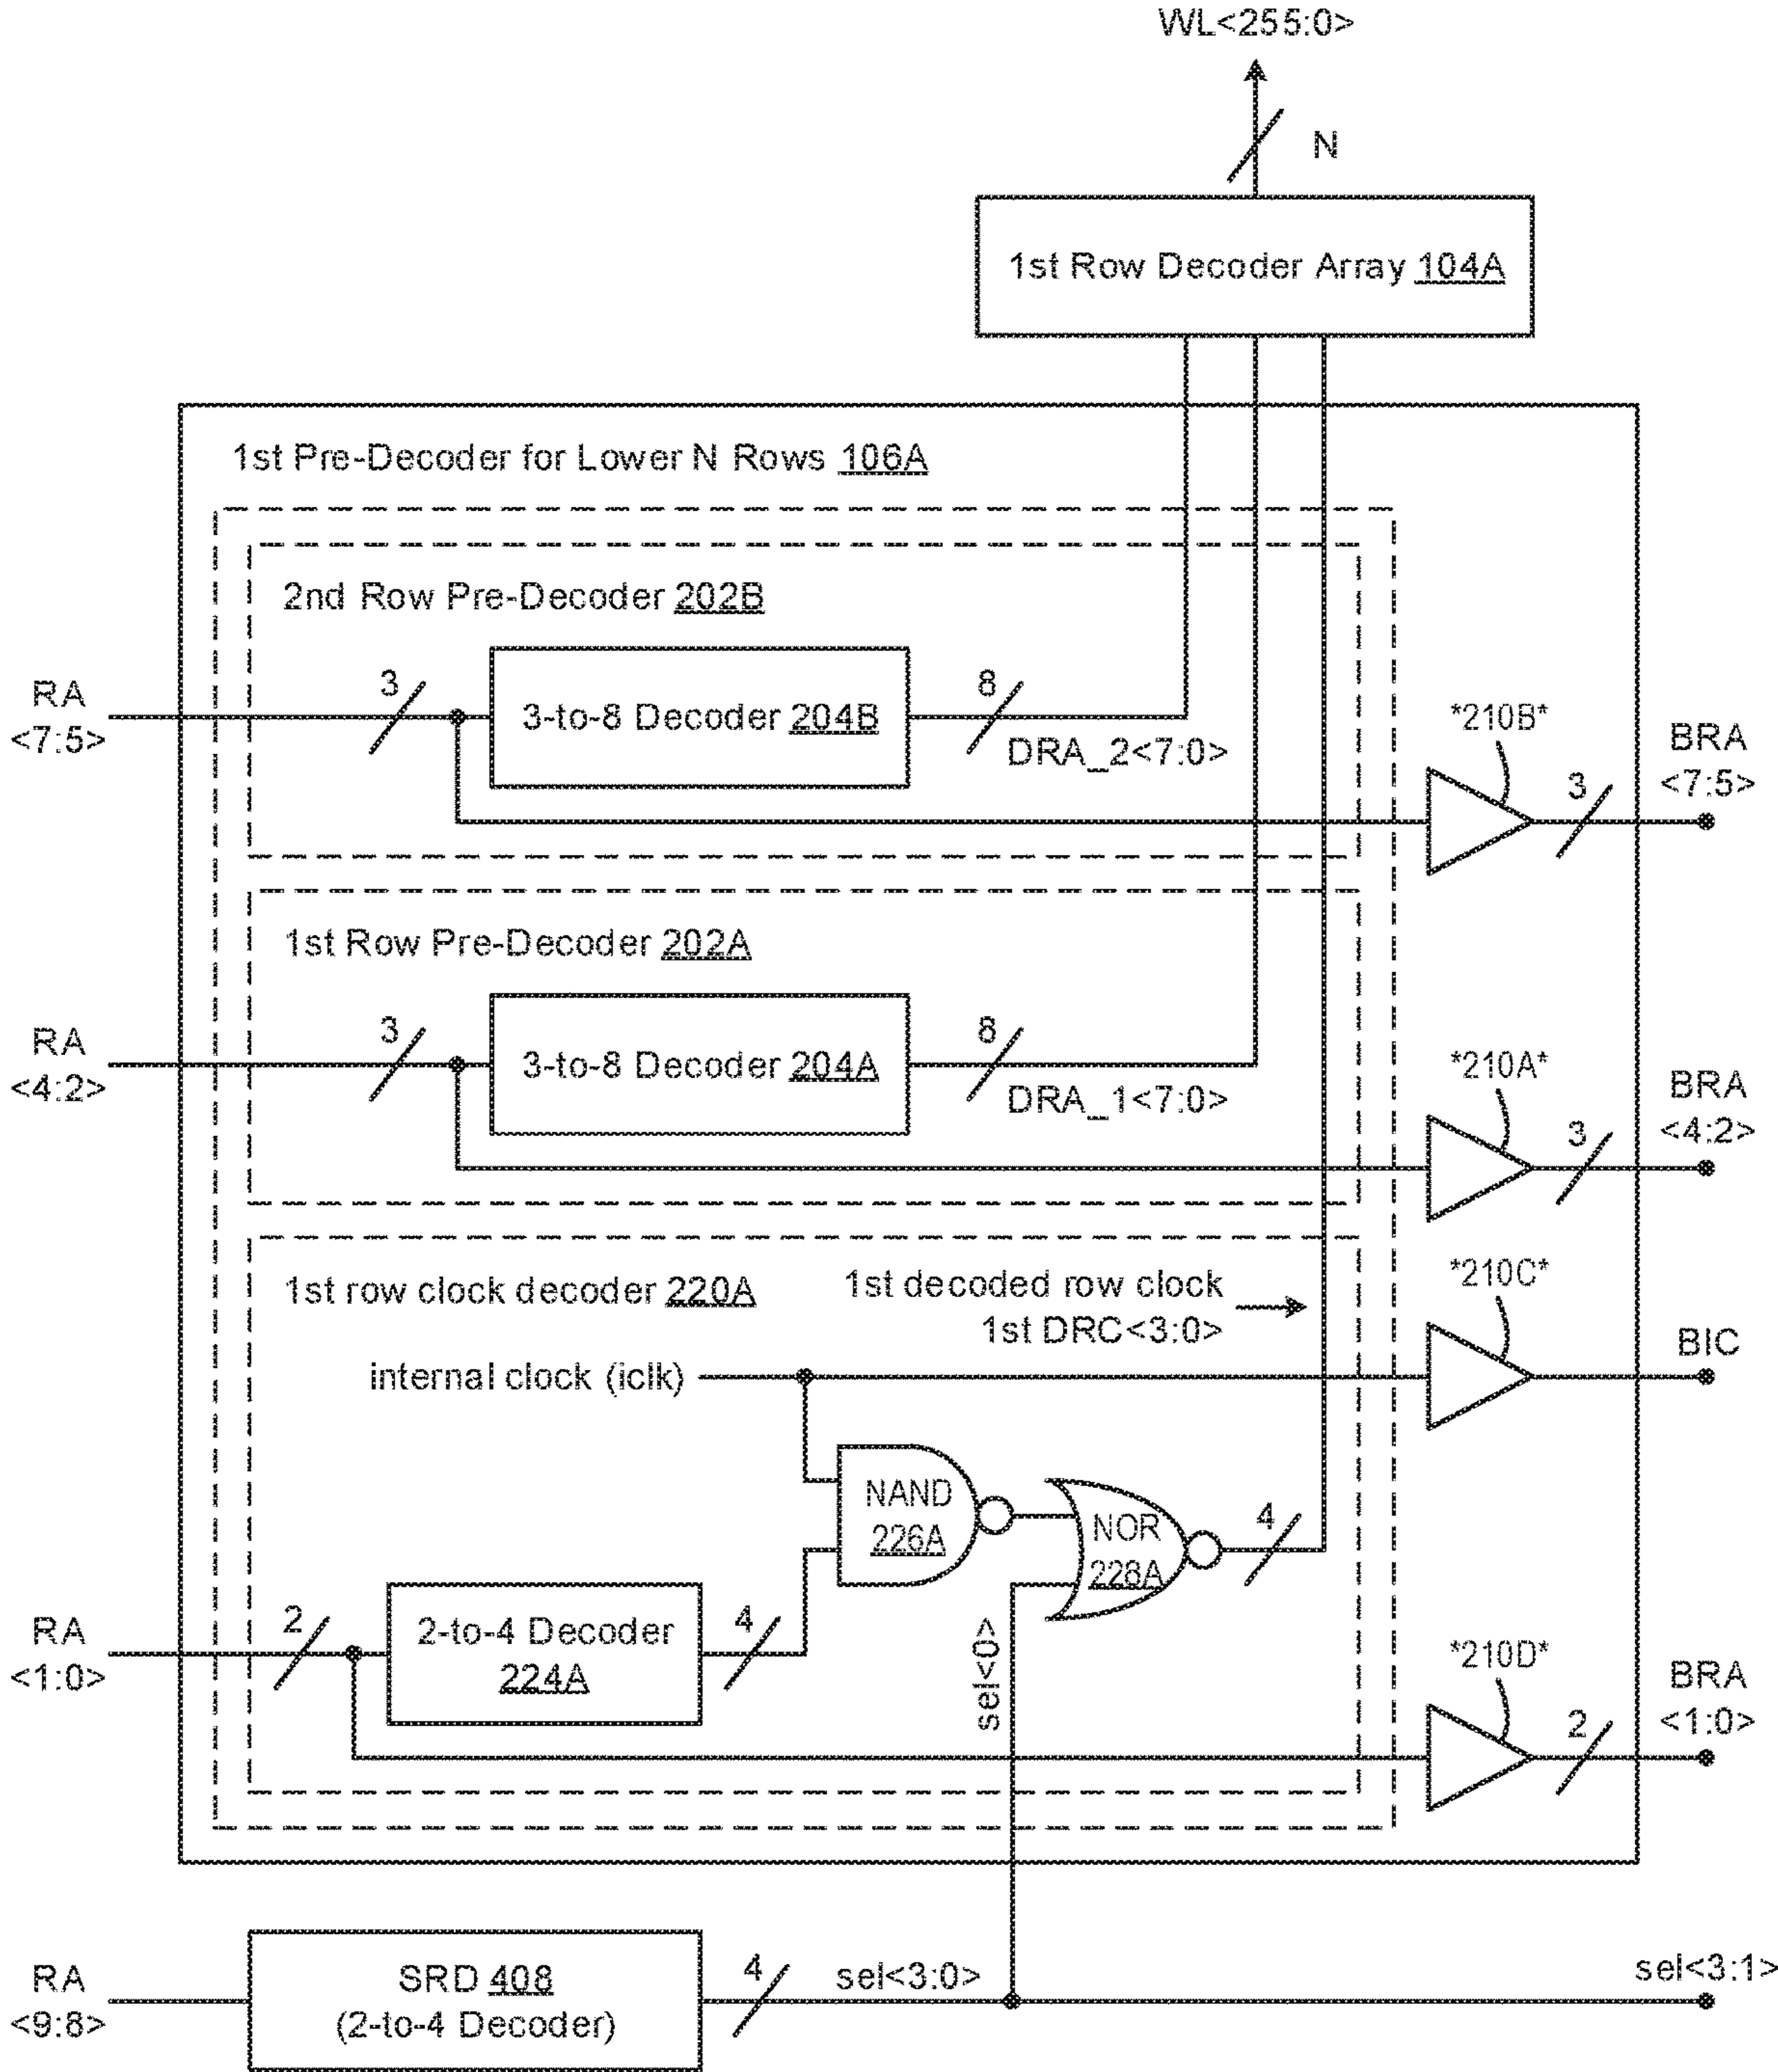 WL<255:0>
N
1st Row Decoder Array 104A
1st Pre-Decoder for Lower N Rows 106A
2nd Row Pre-Decoder 202B
RA
<7:5>
3
3-to-8 Decoder 204B
8
DRA_2<7:0>
*210B*
3
BRA
<7:5>
1st Row Pre-Decoder 202A
RA
<4:2>
3
3-to-8 Decoder 204A
8
DRA_1<7:0>
*210A*
3
BRA
<4:2>
1st row clock decoder 220A
1st decoded row clock
1st DRC<3:0>
*210C*
BIC
internal clock (iclk)
NAND
226A
NOR
228A
4
RA
<1:0>
2
2-to-4 Decoder
224A
4
sel<0>
*210D*
2
BRA
<1:0>
RA
<9:8>
SRD 408
(2-to-4 Decoder)
4
sel<3:0>
sel<3:1>